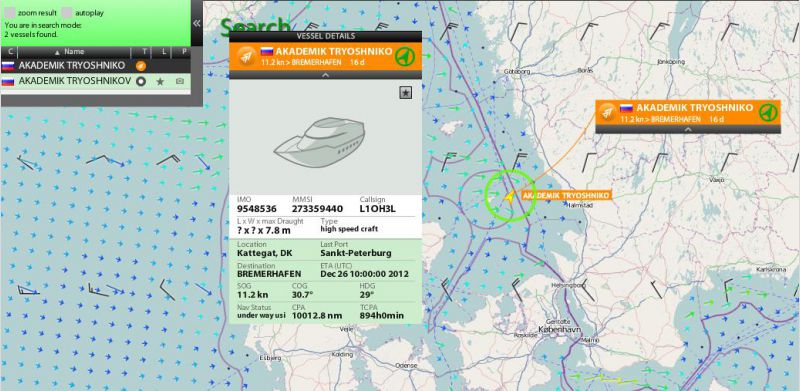 zoom result autoplay
You are in search mode:
2 vessels found.
«
C ▲ Name T L P
AKADEMIK TRYOSHNIKO
AKADEMIK TRYOSHNIKOV
Search
VESSEL DETAILS
AKADEMIK TRYOSHNIKO
11.2 kn > BREMERHAFEN 16 d
IMO MMSI Callsign
9548536 273359440 L1OH3L
L x W x max Draught Type
? x ? x 7.8 m high speed craft
Location Last Port
Kattegat, DK Sankt-Peterburg
Destination ETA (UTC)
BREMERHAFEN Dec 26 10:00:00 2012
SOG COG HDG
11.2 kn 30.7° 29°
Nav Status CPA TCPA
under way usi 10012.8 nm 894h0min
AKADEMIK TRYOSHNIKO
11.2 kn > BREMERHAFEN 16 d
AKADEMIK TRYOSHNIKO
Göteborg
Borås
Jönköping
Växjö
Halmstad
Karlskrona
Helsingborg
Gentofte
København
Roskilde
Malmö
Vejle
Kolding
Esbjerg
Odense